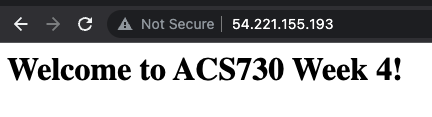 Not Secure | 54.221.155.193
Welcome to ACS730 Week 4!